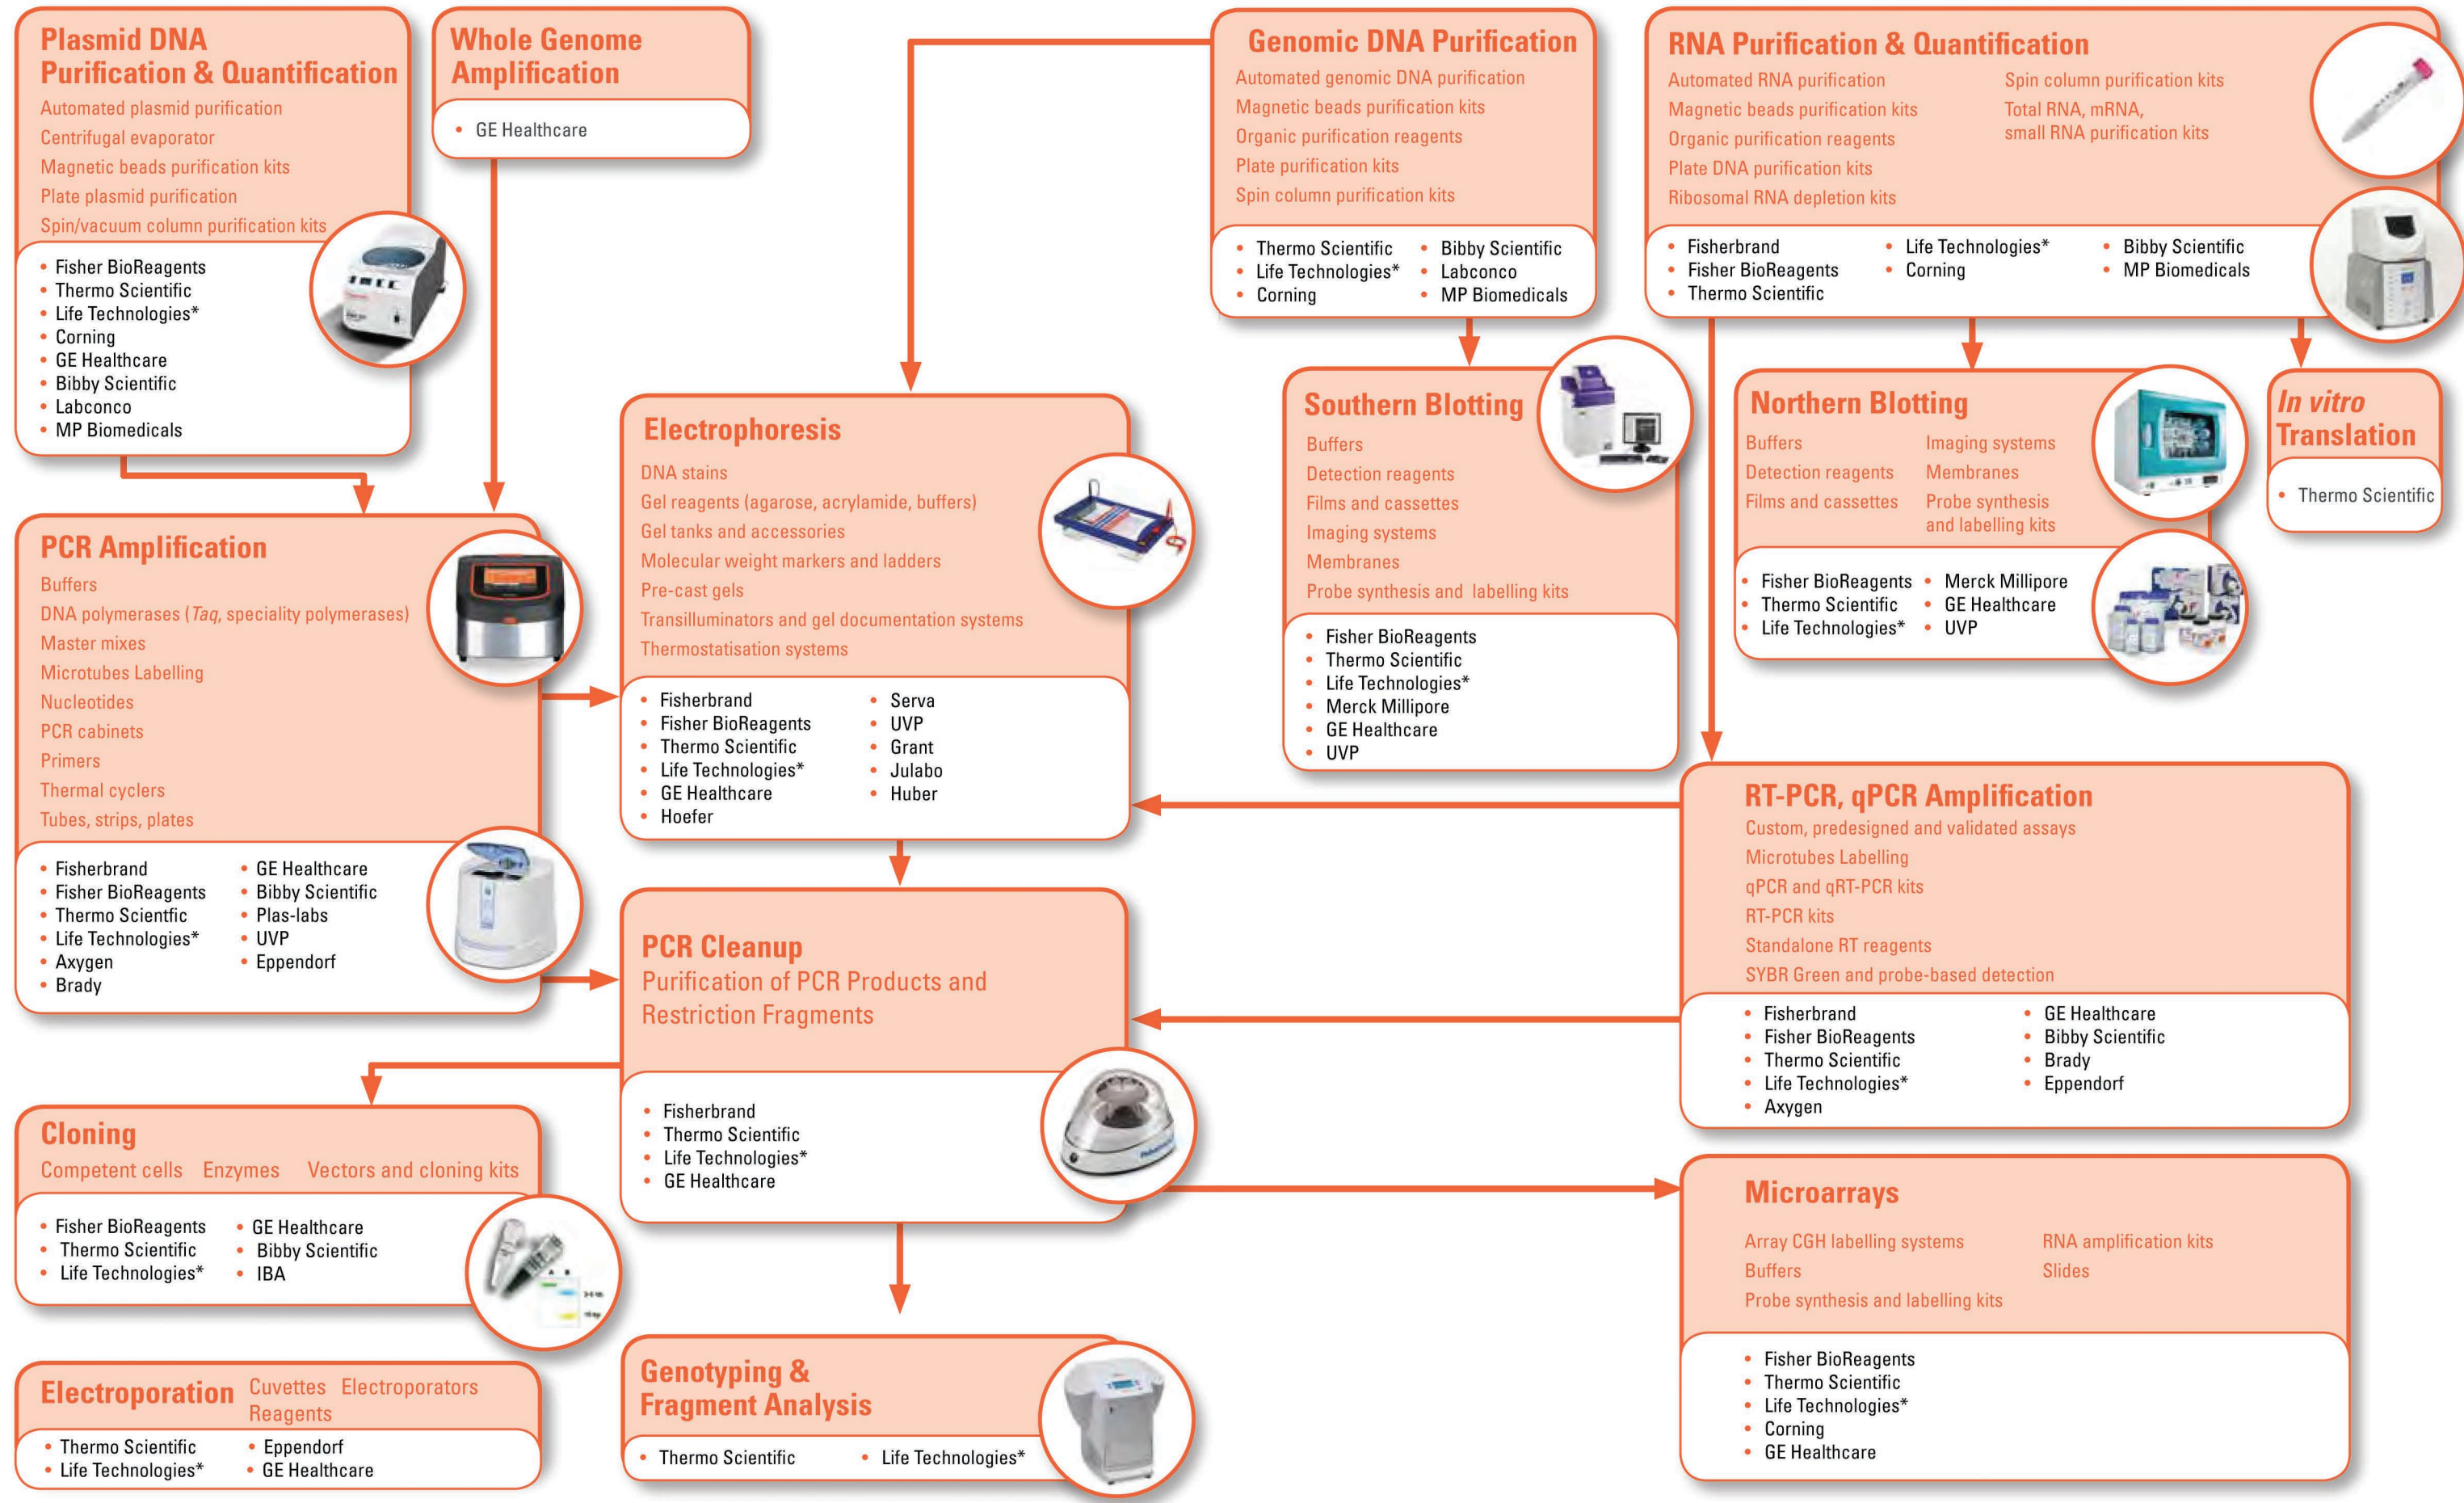 Plasmid DNA
Purification & Quantification
Automated plasmid purification
Centrifugal evaporator
Magnetic beads purification kits
Plate plasmid purification
Spin/vacuum column purification kits
• Fisher BioReagents
• Thermo Scientific
• Life Technologies*
• Corning
• GE Healthcare
• Bibby Scientific
• Labconco
• MP Biomedicals
Whole Genome
Amplification
• GE Healthcare
Genomic DNA Purification
Automated genomic DNA purification
Magnetic beads purification kits
Organic purification reagents
Plate purification kits
Spin column purification kits
• Thermo Scientific
• Life Technologies*
• Corning
• Bibby Scientific
• Labconco
• MP Biomedicals
RNA Purification & Quantification
Automated RNA purification
Magnetic beads purification kits
Organic purification reagents
Plate DNA purification kits
Ribosomal RNA depletion kits
Spin column purification kits
Total RNA, mRNA,
small RNA purification kits
• Fisherbrand
• Fisher BioReagents
• Thermo Scientific
• Life Technologies*
• Corning
• Bibby Scientific
• MP Biomedicals
Electrophoresis
DNA stains
Gel reagents (agarose, acrylamide, buffers)
Gel tanks and accessories
Molecular weight markers and ladders
Pre-cast gels
Transilluminators and gel documentation systems
Thermostatisation systems
• Fisherbrand
• Fisher BioReagents
• Thermo Scientific
• Life Technologies*
• GE Healthcare
• Hoefer
• Serva
• UVP
• Grant
• Julabo
• Huber
Southern Blotting
Buffers
Detection reagents
Films and cassettes
Imaging systems
Membranes
Probe synthesis and labelling kits
• Fisher BioReagents
• Thermo Scientific
• Life Technologies*
• Merck Millipore
• GE Healthcare
• UVP
Northern Blotting
Buffers
Detection reagents
Films and cassettes
Imaging systems
Membranes
Probe synthesis
and labelling kits
• Fisher BioReagents
• Thermo Scientific
• Life Technologies*
• Merck Millipore
• GE Healthcare
• UVP
In vitro
Translation
• Thermo Scientific
PCR Amplification
Buffers
DNA polymerases (Taq, speciality polymerases)
Master mixes
Microtubes Labelling
Nucleotides
PCR cabinets
Primers
Thermal cyclers
Tubes, strips, plates
• Fisherbrand
• Fisher BioReagents
• Thermo Scientfic
• Life Technologies*
• Axygen
• Brady
• GE Healthcare
• Bibby Scientific
• Plas-labs
• UVP
• Eppendorf
PCR Cleanup
Purification of PCR Products and
Restriction Fragments
• Fisherbrand
• Thermo Scientific
• Life Technologies*
• GE Healthcare
RT-PCR, qPCR Amplification
Custom, predesigned and validated assays
Microtubes Labelling
qPCR and qRT-PCR kits
RT-PCR kits
Standalone RT reagents
SYBR Green and probe-based detection
• Fisherbrand
• Fisher BioReagents
• Thermo Scientific
• Life Technologies*
• Axygen
• GE Healthcare
• Bibby Scientific
• Brady
• Eppendorf
Cloning
Competent cells Enzymes Vectors and cloning kits
• Fisher BioReagents
• Thermo Scientific
• Life Technologies*
• GE Healthcare
• Bibby Scientific
• IBA
A B
Microarrays
Array CGH labelling systems
Buffers
Probe synthesis and labelling kits
RNA amplification kits
Slides
• Fisher BioReagents
• Thermo Scientific
• Life Technologies*
• Corning
• GE Healthcare
Electroporation
Cuvettes Electroporators
Reagents
• Thermo Scientific
• Life Technologies*
• Eppendorf
• GE Healthcare
Genotyping &
Fragment Analysis
• Thermo Scientific
• Life Technologies*